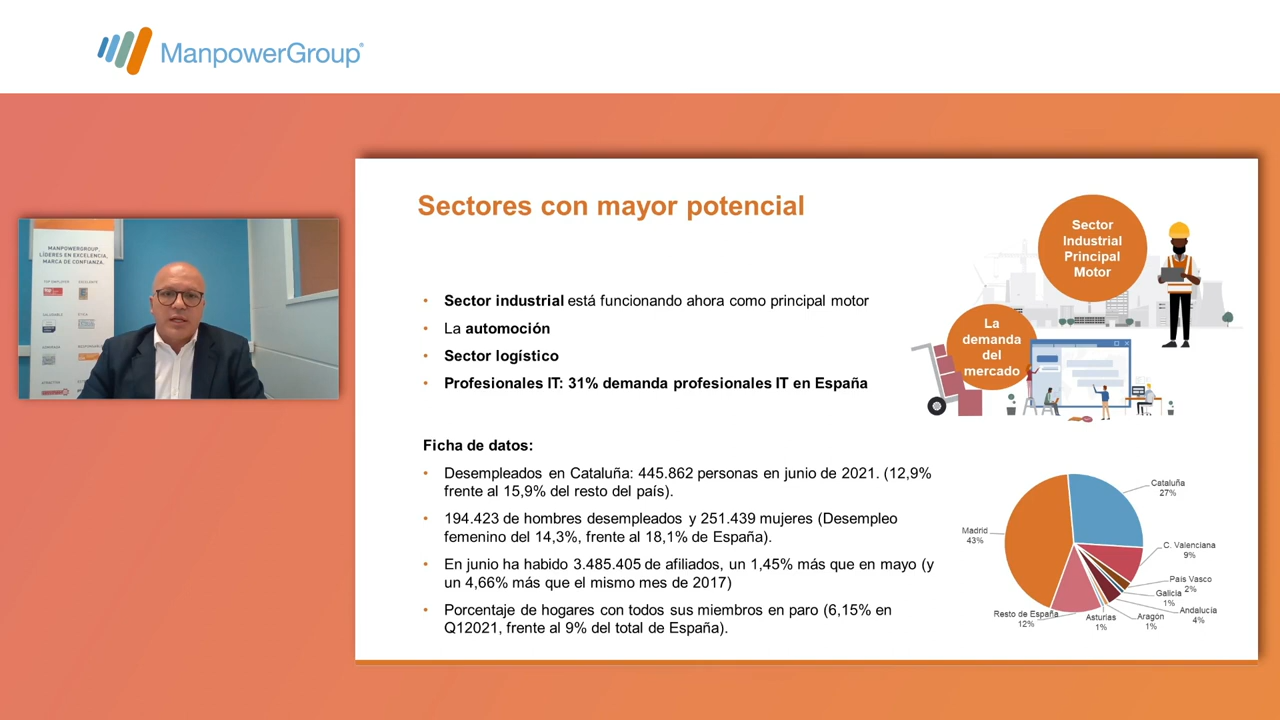 ManpowerGroup
MANPOWERGROUP,
LÍDERES EN EXCELENCIA,
MARCA DE CONFIANZA.
Sectores con mayor potencial
• Sector industrial está funcionando ahora como principal motor
• La automoción
• Sector logístico
• Profesionales IT: 31% demanda profesionales IT en España
Sector
Industrial
Principal
Motor
La
demanda
del
mercado
Ficha de datos:
• Desempleados en Cataluña: 445.862 personas en junio de 2021. (12,9%
frente al 15,9% del resto del país).
• 194.423 de hombres desempleados y 251.439 mujeres (Desempleo
femenino del 14,3%, frente al 18,1% de España).
• En junio ha habido 3.485.405 de afiliados, un 1,45% más que en mayo (y
un 4,66% más que el mismo mes de 2017)
• Porcentaje de hogares con todos sus miembros en paro (6,15% en
Q12021, frente al 9% del total de España).
Cataluña
27%
Madrid
43%
C. Valenciana
9%
País Vasco
2%
Galicia
1%
Andalucía
4%
Aragón
1%
Asturias
1%
Resto de España
12%